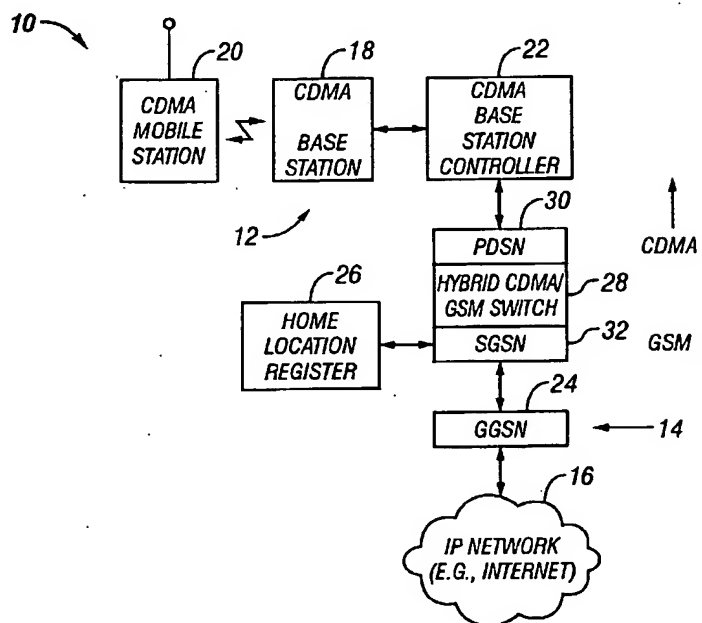 10
20
18
22
CDMA
MOBILE
STATION
CDMA
BASE
STATION
CDMA
BASE
STATION
CONTROLLER
12
30
PDSN
CDMA
26
HYBRID CDMA/
GSM SWITCH
28
HOME
LOCATION
REGISTER
SGSN
32
GSM
24
GGSN
14
16
IP NETWORK
(E.G., INTERNET)